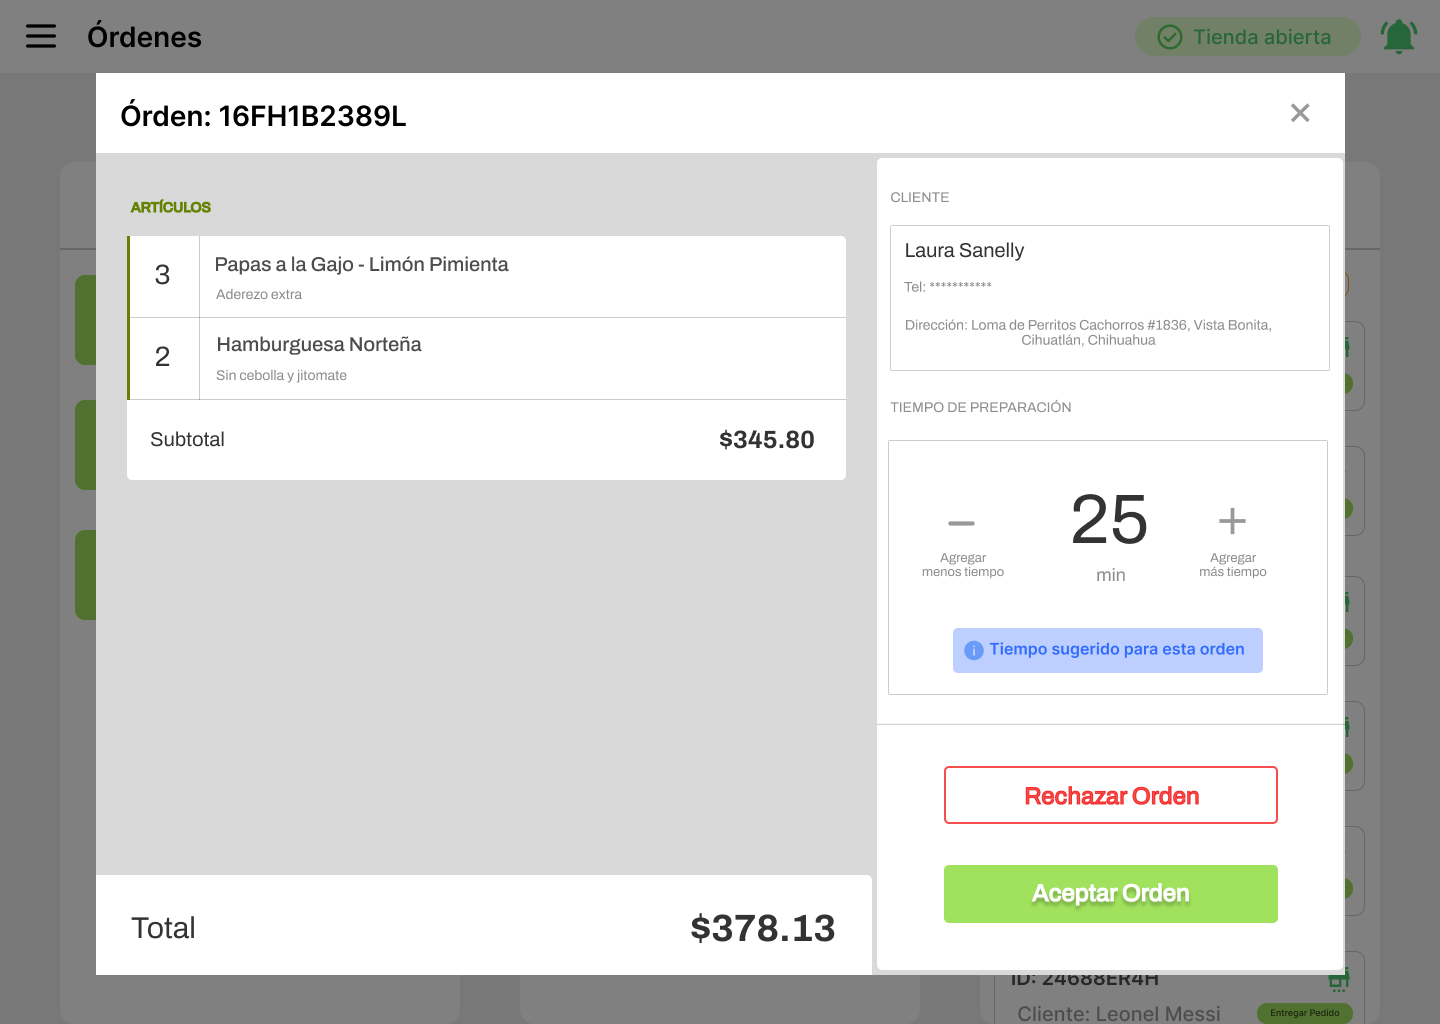 Órdenes
Tienda abierta
Órden: 16FH1B2389L
ARTÍCULOS
3
Papas a la Gajo - Limón Pimienta
Aderezo extra
2
Hamburguesa Norteña
Sin cebolla y jitomate
Subtotal
$345.80
Total
$378.13
CLIENTE
Laura Sanelly
Tel: ***********
Dirección: Loma de Perritos Cachorros #1836, Vista Bonita,
Cihuatlán, Chihuahua
TIEMPO DE PREPARACIÓN
25
min
Agregar
menos tiempo
Agregar
más tiempo
Tiempo sugerido para esta orden
Rechazar Orden
Aceptar Orden
ID: 24688ER4H
Cliente: Leonel Messi
Entregar Pedido